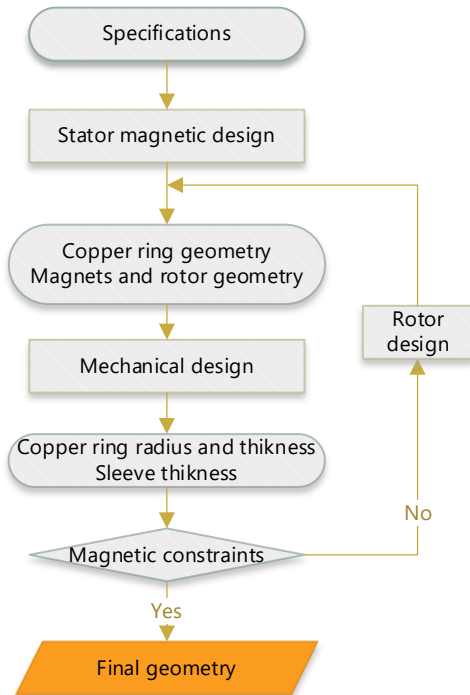 Specifications
Stator magnetic design
Copper ring geometry
Magnets and rotor geometry
Rotor
design
Mechanical design
Copper ring radius and thikness
Sleeve thikness
No
Magnetic constraints
Yes
Final geometry